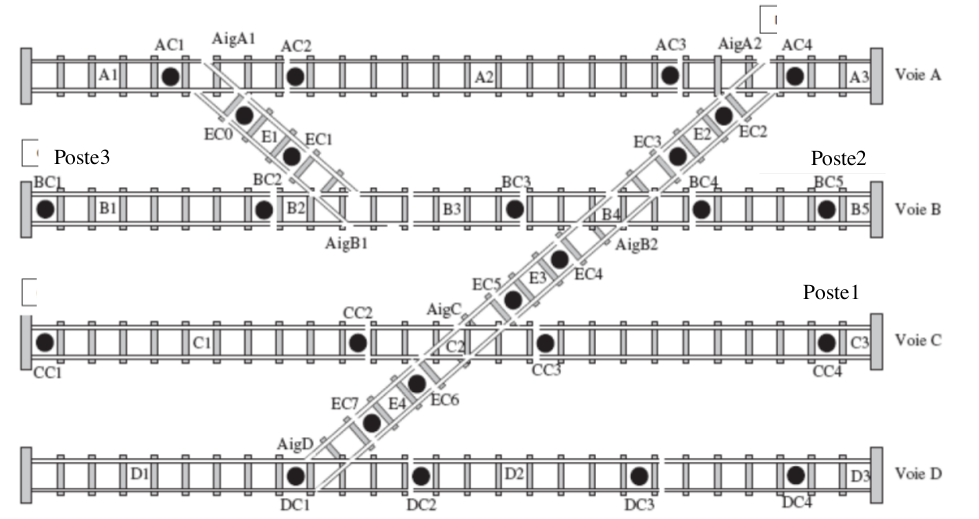 AC1 AigA1 AC2 AC3 AigA2 AC4
A1 A2 A3 Voie A
EC0 E1 EC1 EC3 E2 EC2
Poste3 Poste2
BC1 BC2 BC3 BC4 BC5
B1 B2 B3 B4 B5 Voie B
AigB1 AigB2
EC5 E3 EC4
Poste1
CC2 AigC
C1 C2 C3 Voie C
CC1 CC3 CC4
EC7 E4 EC6
AigD
D1 D2 D3 Voie D
DC1 DC2 DC3 DC4